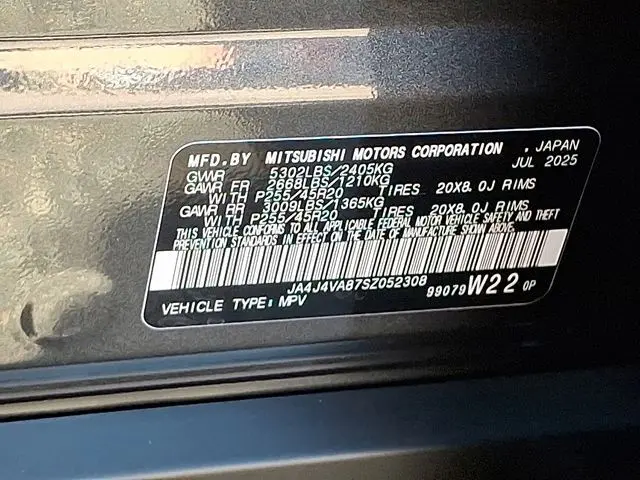 MFD. BY MITSUBISHI MOTORS CORPORATION , JAPAN
JUL 2025
GVWR 5302LBS/2405KG
GAWR FR 2668LBS/1210KG
WITH P255/45R20 TIRES 20X8.0J RIMS
GAWR RR 3009LBS/1365KG
WITH P255/45R20 TIRES 20X8.0J RIMS
THIS VEHICLE CONFORMS TO ALL APPLICABLE FEDERAL MOTOR VEHICLE SAFETY AND THEFT
PREVENTION STANDARDS IN EFFECT ON THE DATE OF MANUFACTURE SHOWN ABOVE.
JA4J4VA87SZ052308
VEHICLE TYPE: MPV 99079 W22 0P